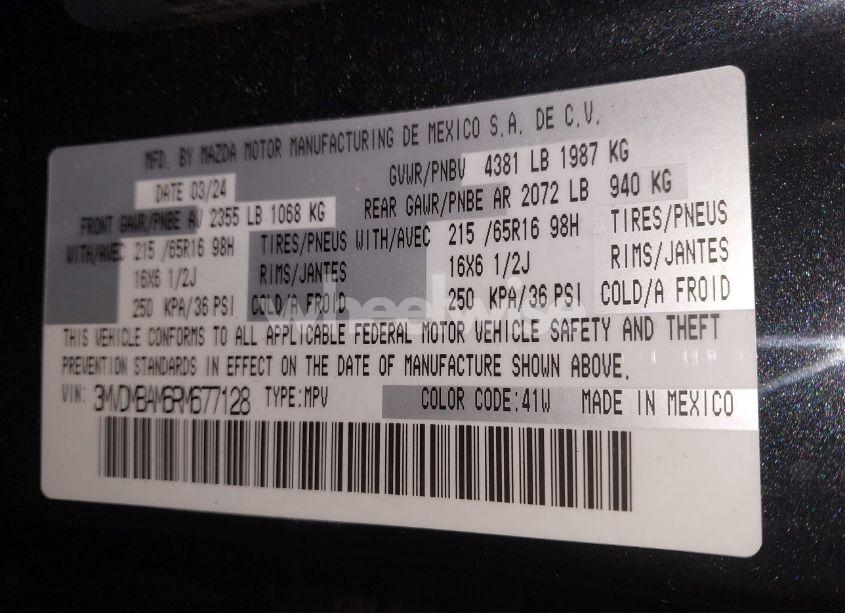 MFD. BY MAZDA MOTOR MANUFACTURING DE MEXICO S.A. DE C.V.
DATE 03/24 GVWR/PNBV 4381 LB 1987 KG
FRONT GAWR/PNBE AV 2355 LB 1068 KG REAR GAWR/PNBE AR 2072 LB 940 KG
WITH/AVEC 215 /65R16 98H TIRES/PNEUS WITH/AVEC 215 /65R16 98H TIRES/PNEUS
16X6 1/2J RIMS/JANTES 16X6 1/2J RIMS/JANTES
250 KPA/36 PSI COLD/A FROID 250 KPA/36 PSI COLD/A FROID
wheelwise
THIS VEHICLE CONFORMS TO ALL APPLICABLE FEDERAL MOTOR VEHICLE SAFETY AND THEFT
PREVENTION STANDARDS IN EFFECT ON THE DATE OF MANUFACTURE SHOWN ABOVE.
VIN: 3MVDMBAM6RM677128 TYPE:MPV COLOR CODE:41W MADE IN MEXICO